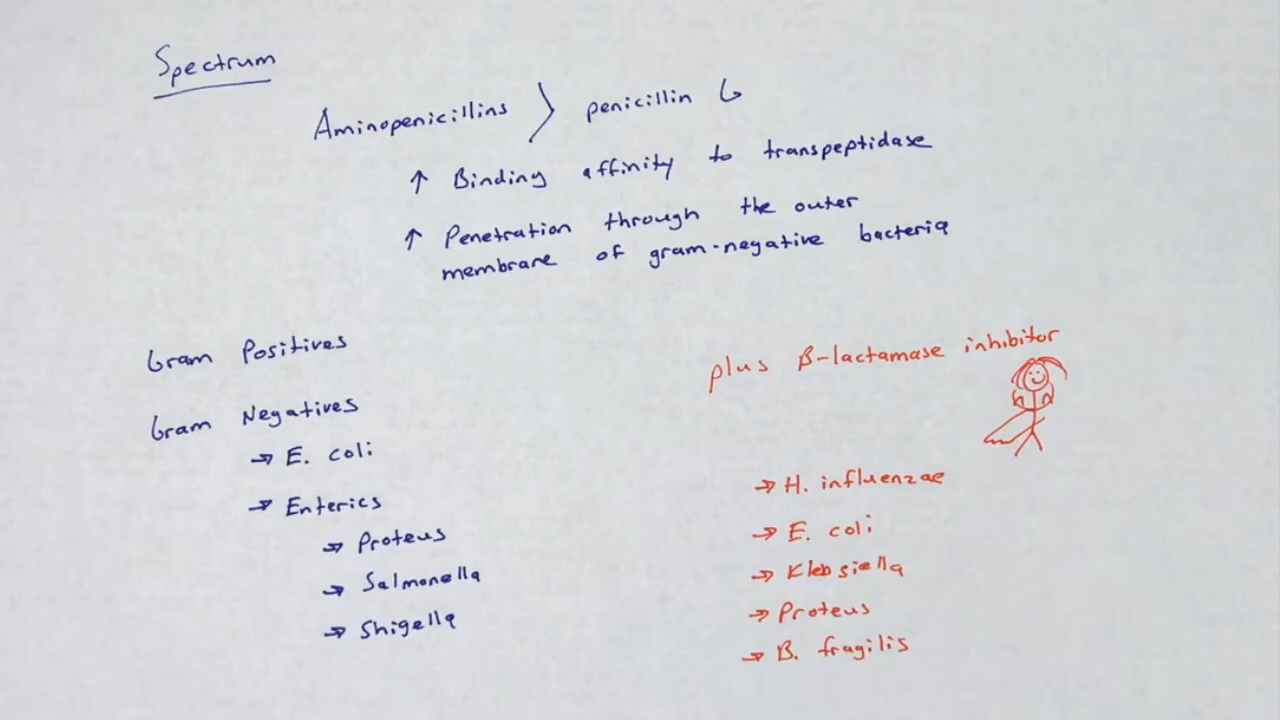 Spectrum
Aminopenicillins > penicillin G
↑ Binding affinity to transpeptidase
↑ Penetration through the outer
membrane of gram-negative bacteria
Gram Positives
Gram Negatives
→ E. coli
→ Enterics
→ Proteus
→ Salmonella
→ Shigella
plus β-lactamase inhibitor
→ H. influenzae
→ E. coli
→ Klebsiella
→ Proteus
→ B. fragilis